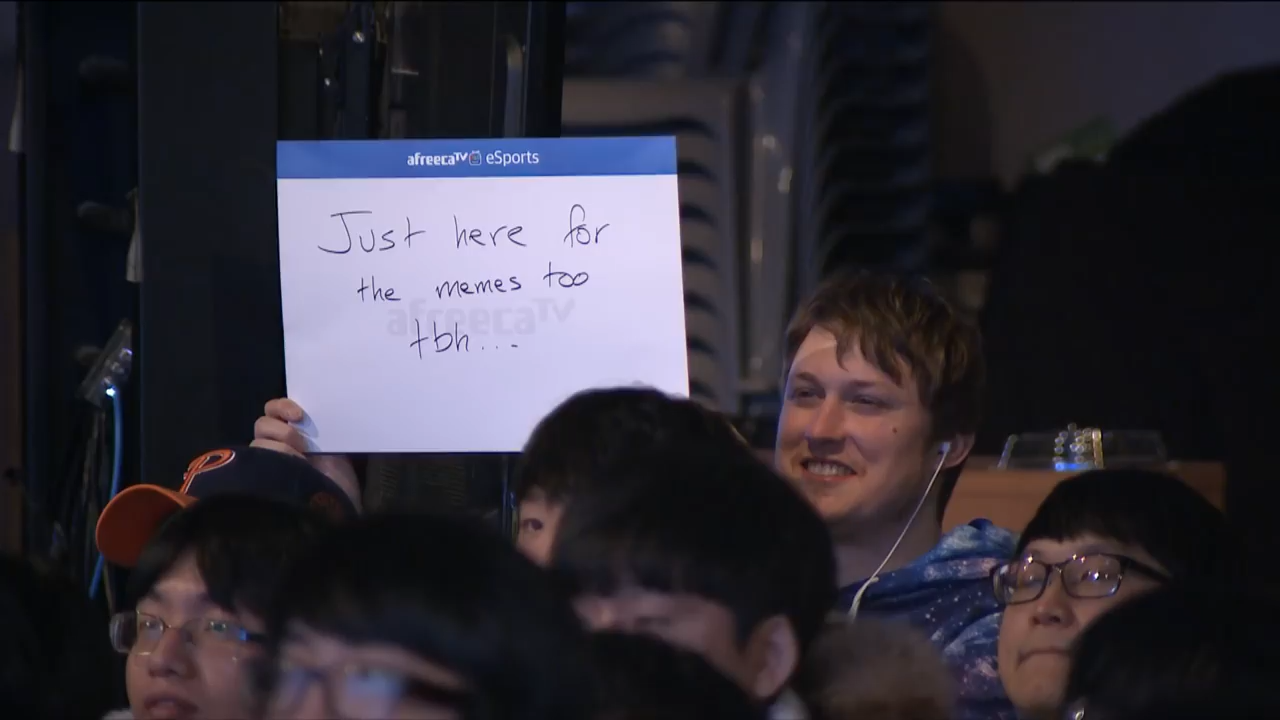 afreecaTV eSports
Just here for
the memes too
afreecaTV
tbh...